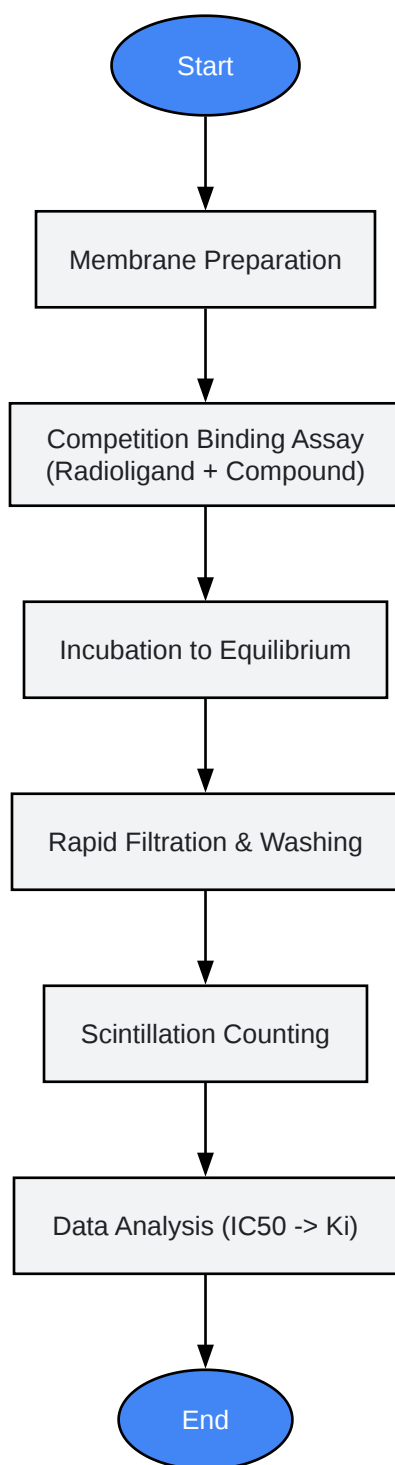 Start
Membrane Preparation
Competition Binding Assay
(Radioligand + Compound)
Incubation to Equilibrium
Rapid Filtration & Washing
Scintillation Counting
Data Analysis (IC50 -> Ki)
End